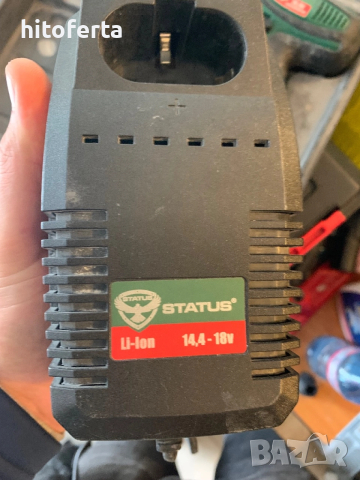 hitoferta
+
STATUS
STATUS®
Li-Ion 14,4 - 18v
BAZAR